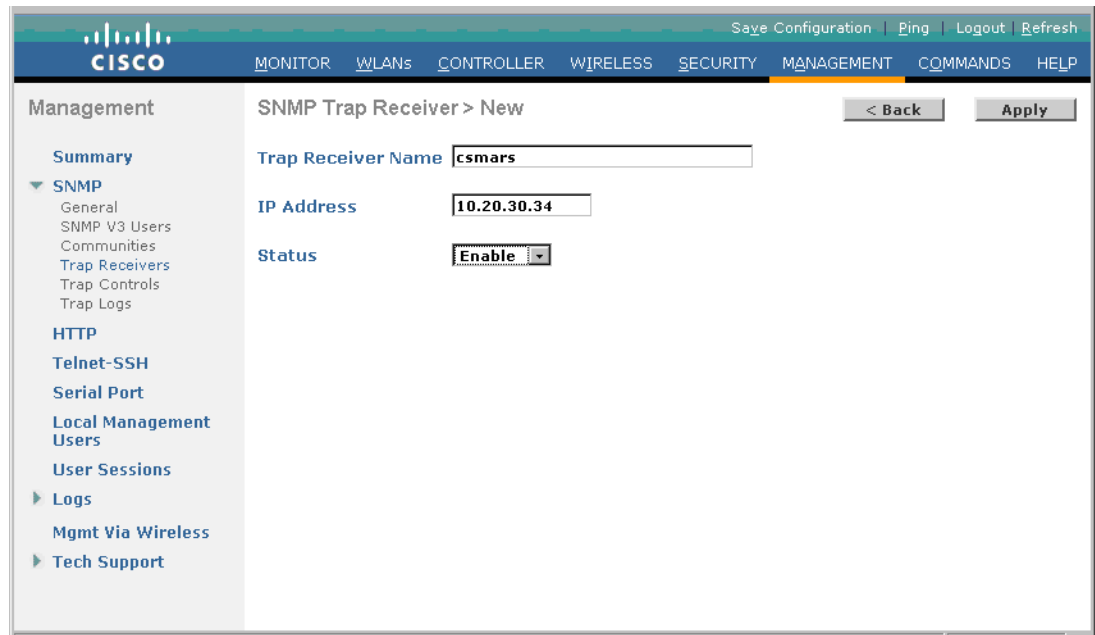 Save Configuration | Ping | Logout | Refresh
CISCO
MONITOR WLANs CONTROLLER WIRELESS SECURITY MANAGEMENT COMMANDS HELP
Management
SNMP Trap Receiver > New
< Back
Apply
Summary
SNMP
General
SNMP V3 Users
Communities
Trap Receivers
Trap Controls
Trap Logs
HTTP
Telnet-SSH
Serial Port
Local Management
Users
User Sessions
Logs
Mgmt Via Wireless
Tech Support
Trap Receiver Name csmars
IP Address 10.20.30.34
Status Enable